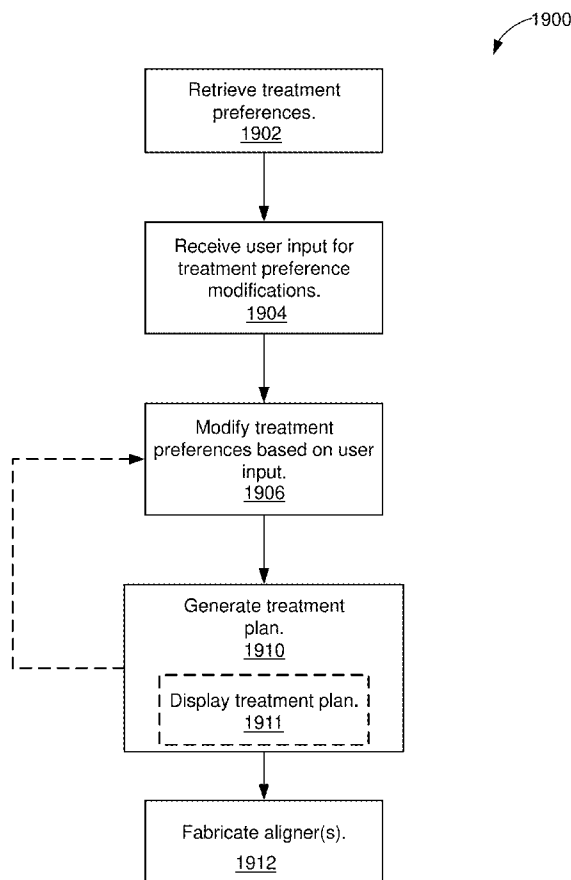 1900
Retrieve treatment
preferences.
1902
Receive user input for
treatment preference
modifications.
1904
Modify treatment
preferences based on user
input.
1906
Generate treatment
plan.
1910
Display treatment plan.
1911
Fabricate aligner(s).
1912